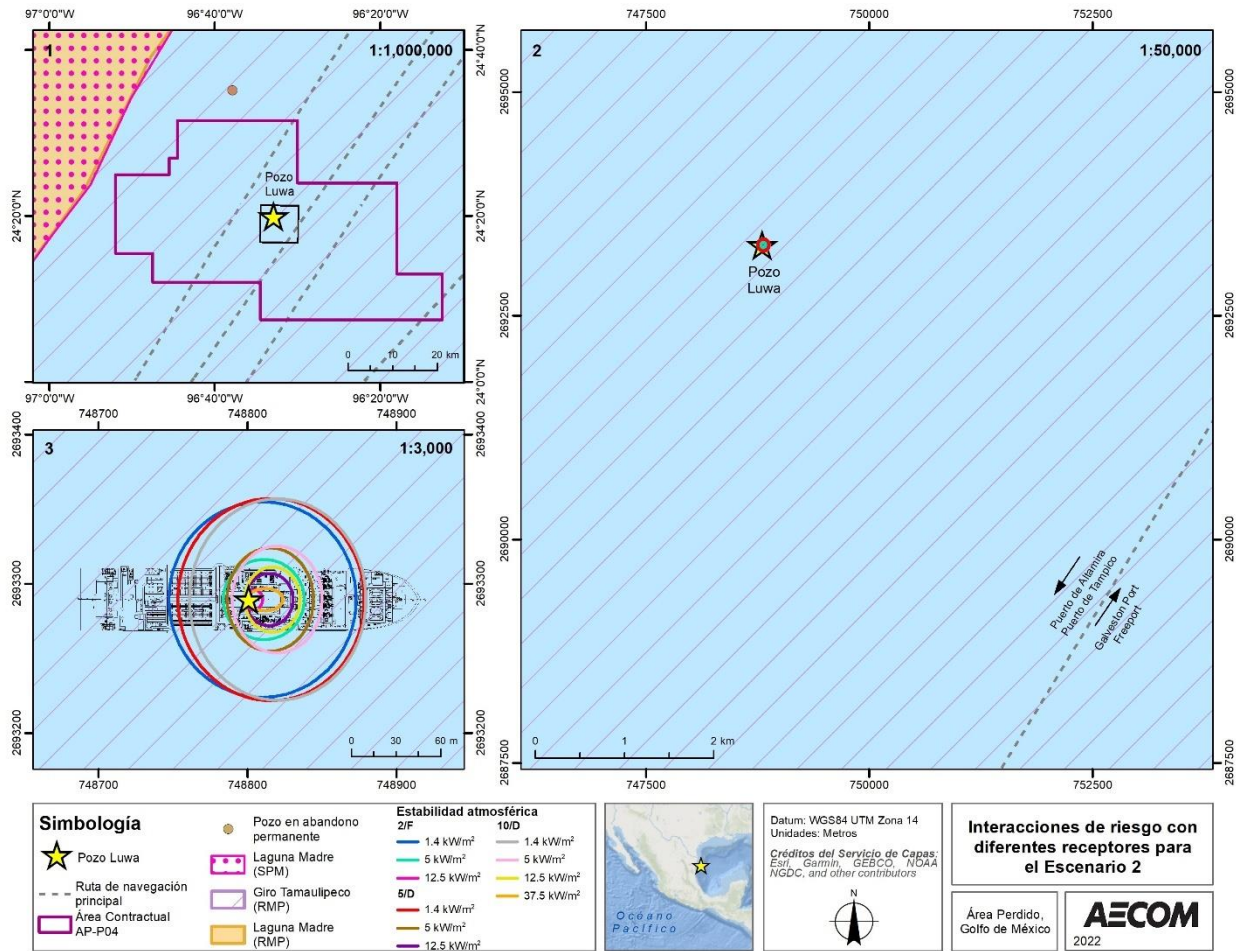 97°0'0"W
96°40'0"W
96°20'0"W
1
1:1,000,000
24°40'0"N
24°40'0"N
Pozo
Luwa
24°20'0"N
24°20'0"N
0 10 20 km
24°0'0"N
24°0'0"N
97°0'0"W
96°40'0"W
96°20'0"W
747500
750000
752500
2
1:50,000
2695000
2695000
Pozo
Luwa
2692500
2692500
2690000
2690000
Puerto de Altamira
Puerto de Tampico
Galveston Port
Freeport
0 1 2 km
2687500
2687500
747500
750000
752500
748700
748800
748900
3
1:3,000
2693400
2693400
2693300
2693300
2693200
2693200
0 30 60 m
748700
748800
748900
Simbología
Pozo Luwa
Ruta de navegación
principal
Área Contractual
AP-P04
Pozo en abandono
permanente
Laguna Madre
(SPM)
Giro Tamaulipeco
(RMP)
Laguna Madre
(RMP)
Estabilidad atmosférica
2/F
1.4 kW/m²
5 kW/m²
12.5 kW/m²
5/D
1.4 kW/m²
5 kW/m²
12.5 kW/m²
10/D
1.4 kW/m²
5 kW/m²
12.5 kW/m²
37.5 kW/m²
Océano
Pacífico
Datum: WGS84 UTM Zona 14
Unidades: Metros
Créditos del Servicio de Capas:
Esri, Garmin, GEBCO, NOAA
NGDC, and other contributors
N
Interacciones de riesgo con
diferentes receptores para
el Escenario 2
Área Perdido,
Golfo de México
AECOM
2022